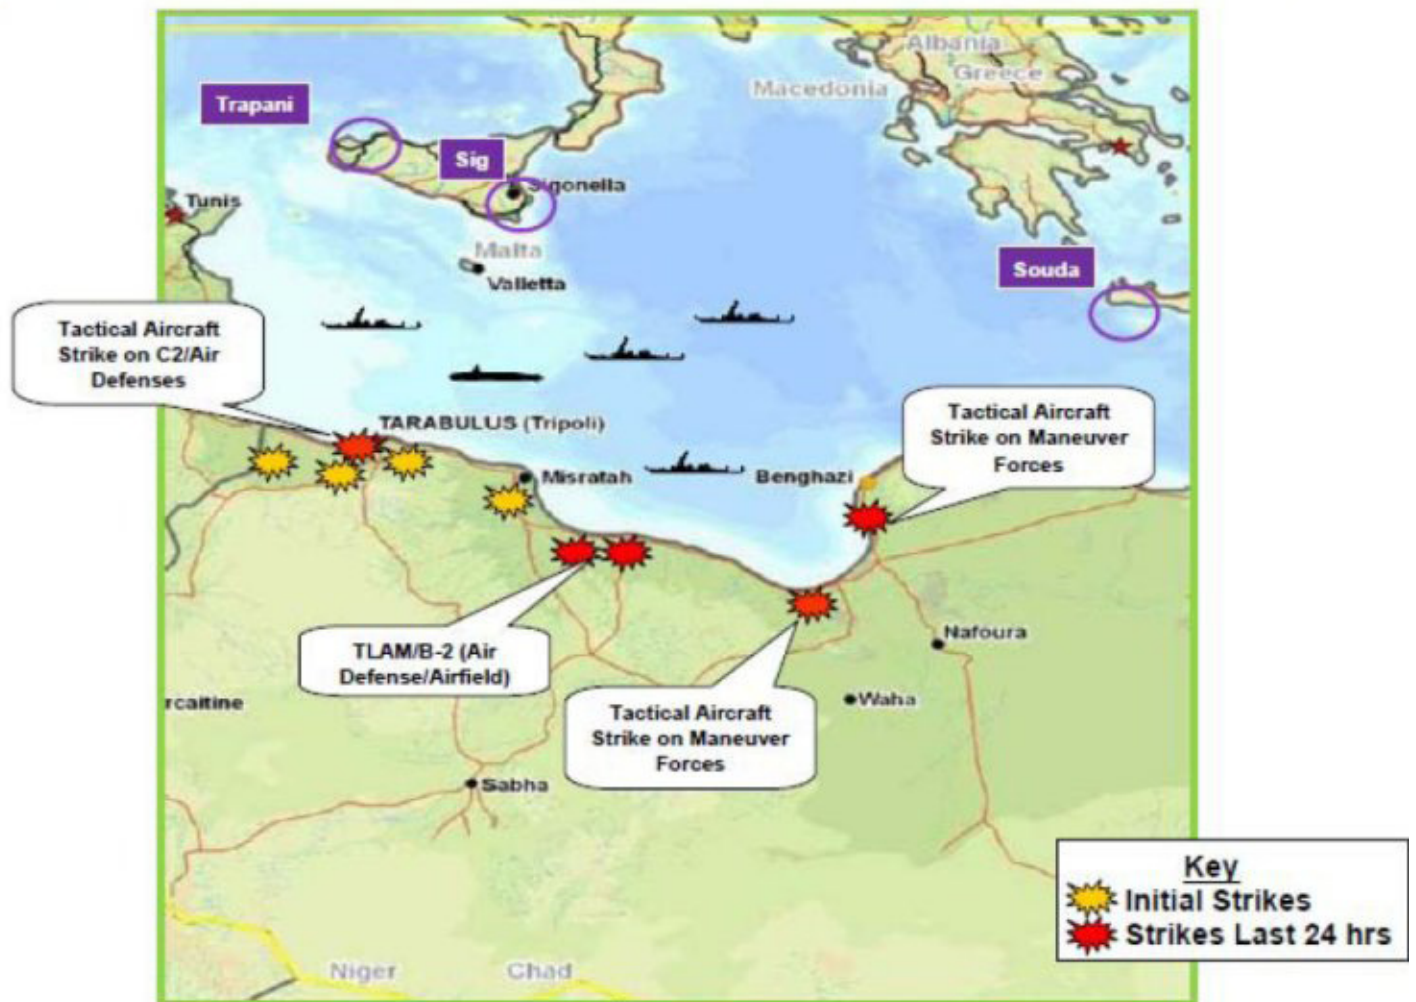 Albania
Greece
Macedonia
Trapani
Sig
Sigonella
Tunis
Malta
Valletta
Souda
Tactical Aircraft
Strike on C2/Air
Defenses
TARABULUS (Tripoli)
Misratah
Benghazi
Tactical Aircraft
Strike on Maneuver
Forces
TLAM/B-2 (Air
Defense/Airfield)
Tactical Aircraft
Strike on Maneuver
Forces
Nafoura
Waha
rcaitine
Sabha
Niger
Chad
Key
Initial Strikes
Strikes Last 24 hrs